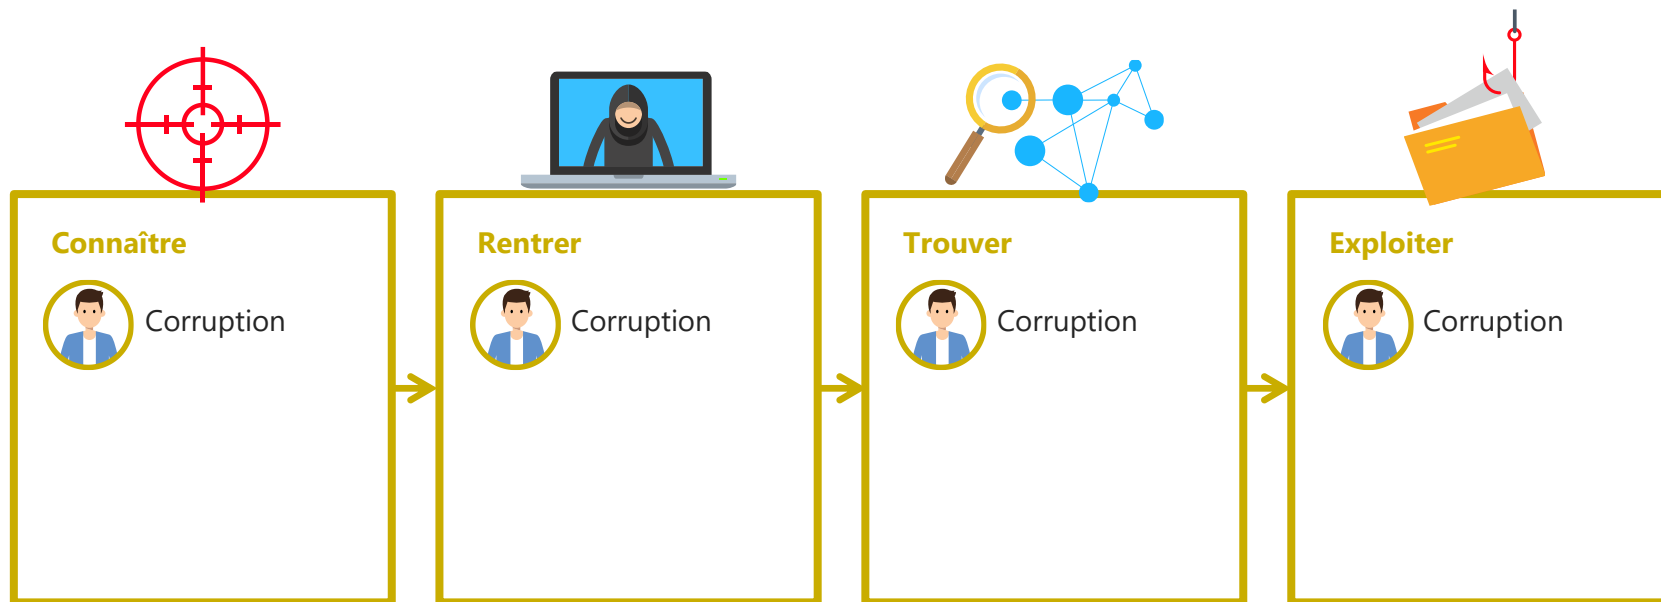 Connaître
Corruption
Rentrer
Corruption
Trouver
Corruption
Exploiter
Corruption